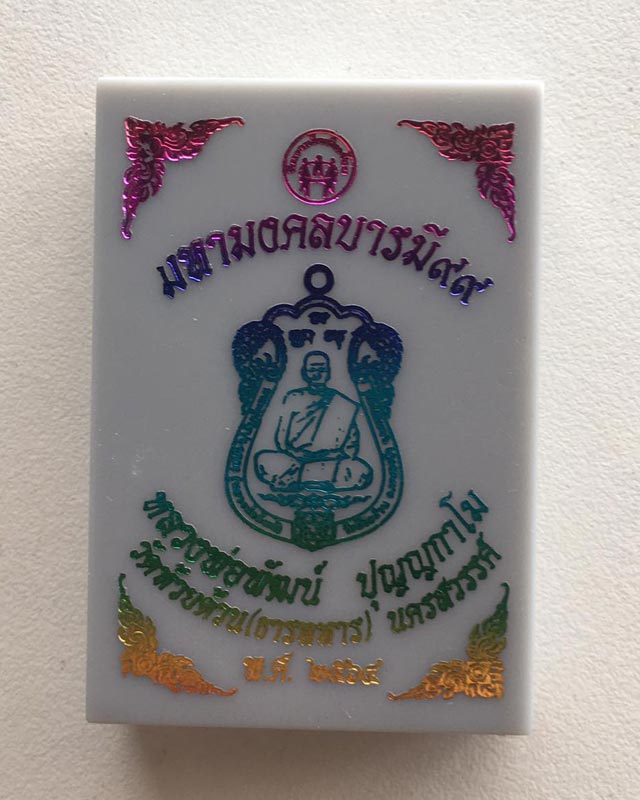 มหามงคลบารมี๙๙
หลวงพ่อพัฒน์ ปุญญกาโม
วัดห้วยด้วน(ธารทหาร) นครสวรรค์
พ.ศ. ๒๕๖๔